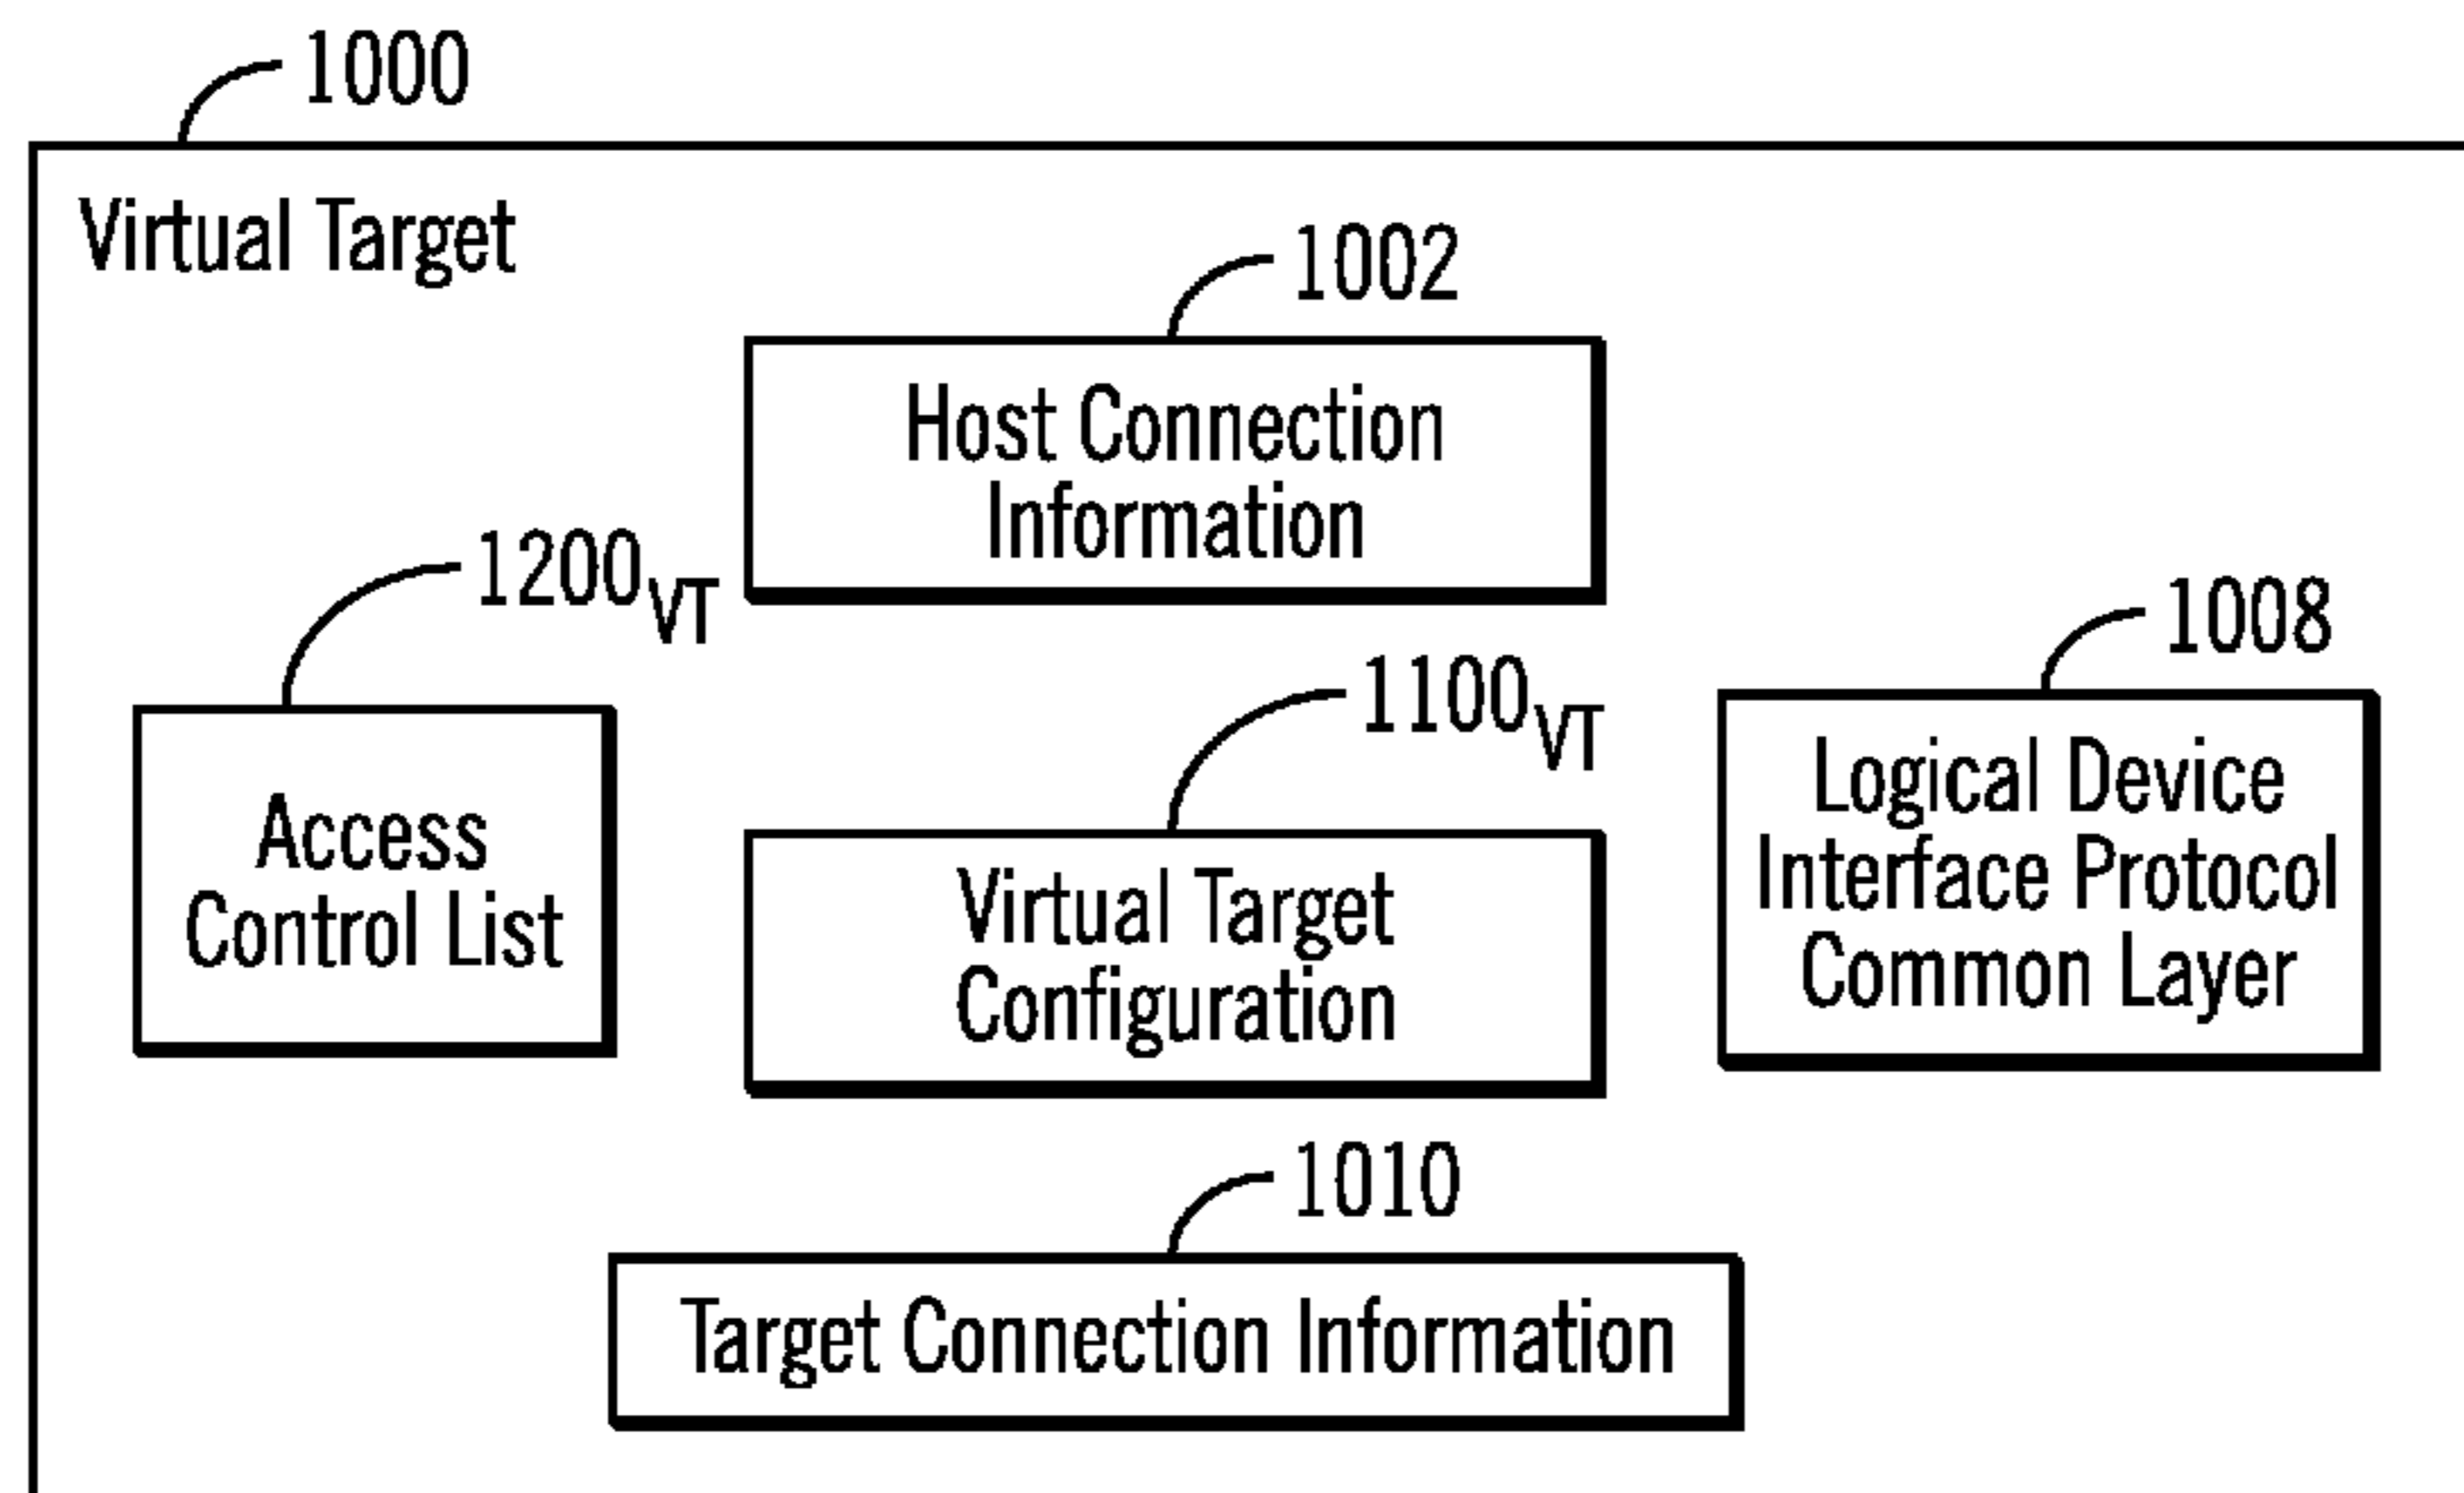 1000
Virtual Target
1002
Host Connection
Information
1200VT
1008
1100VT
Access
Control List
Virtual Target
Configuration
Logical Device
Interface Protocol
Common Layer
1010
Target Connection Information